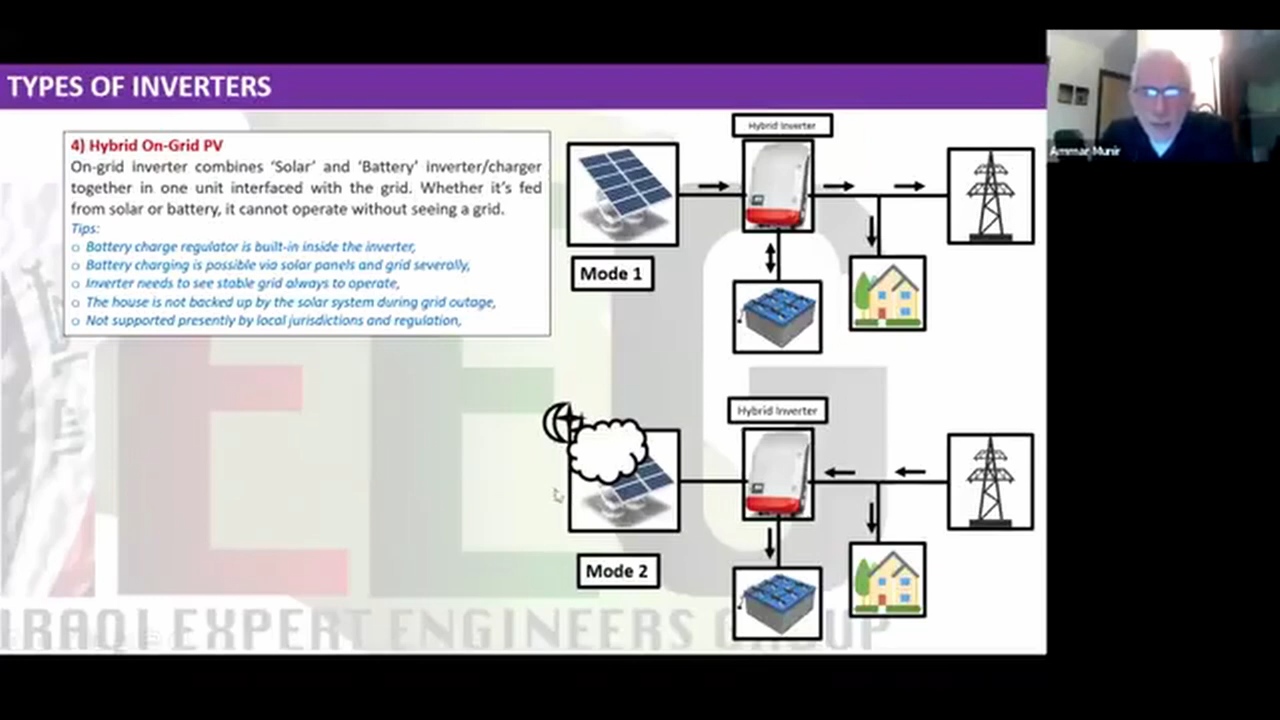 TYPES OF INVERTERS
4) Hybrid On-Grid PV
On-grid inverter combines ‘Solar’ and ‘Battery’ inverter/charger
together in one unit interfaced with the grid. Whether it's fed
from solar or battery, it cannot operate without seeing a grid.
Tips:
Battery charge regulator is built-in inside the inverter,
Battery charging is possible via solar panels and grid severally,
Inverter needs to see stable grid always to operate,
The house is not backed up by the solar system during grid outage,
Not supported presently by local jurisdictions and regulation,
Hybrid Inverter
Mode 1
Hybrid Inverter
Mode 2
EEG
IRAQI EXPERT ENGINEERS GROUP
Ammar Munir